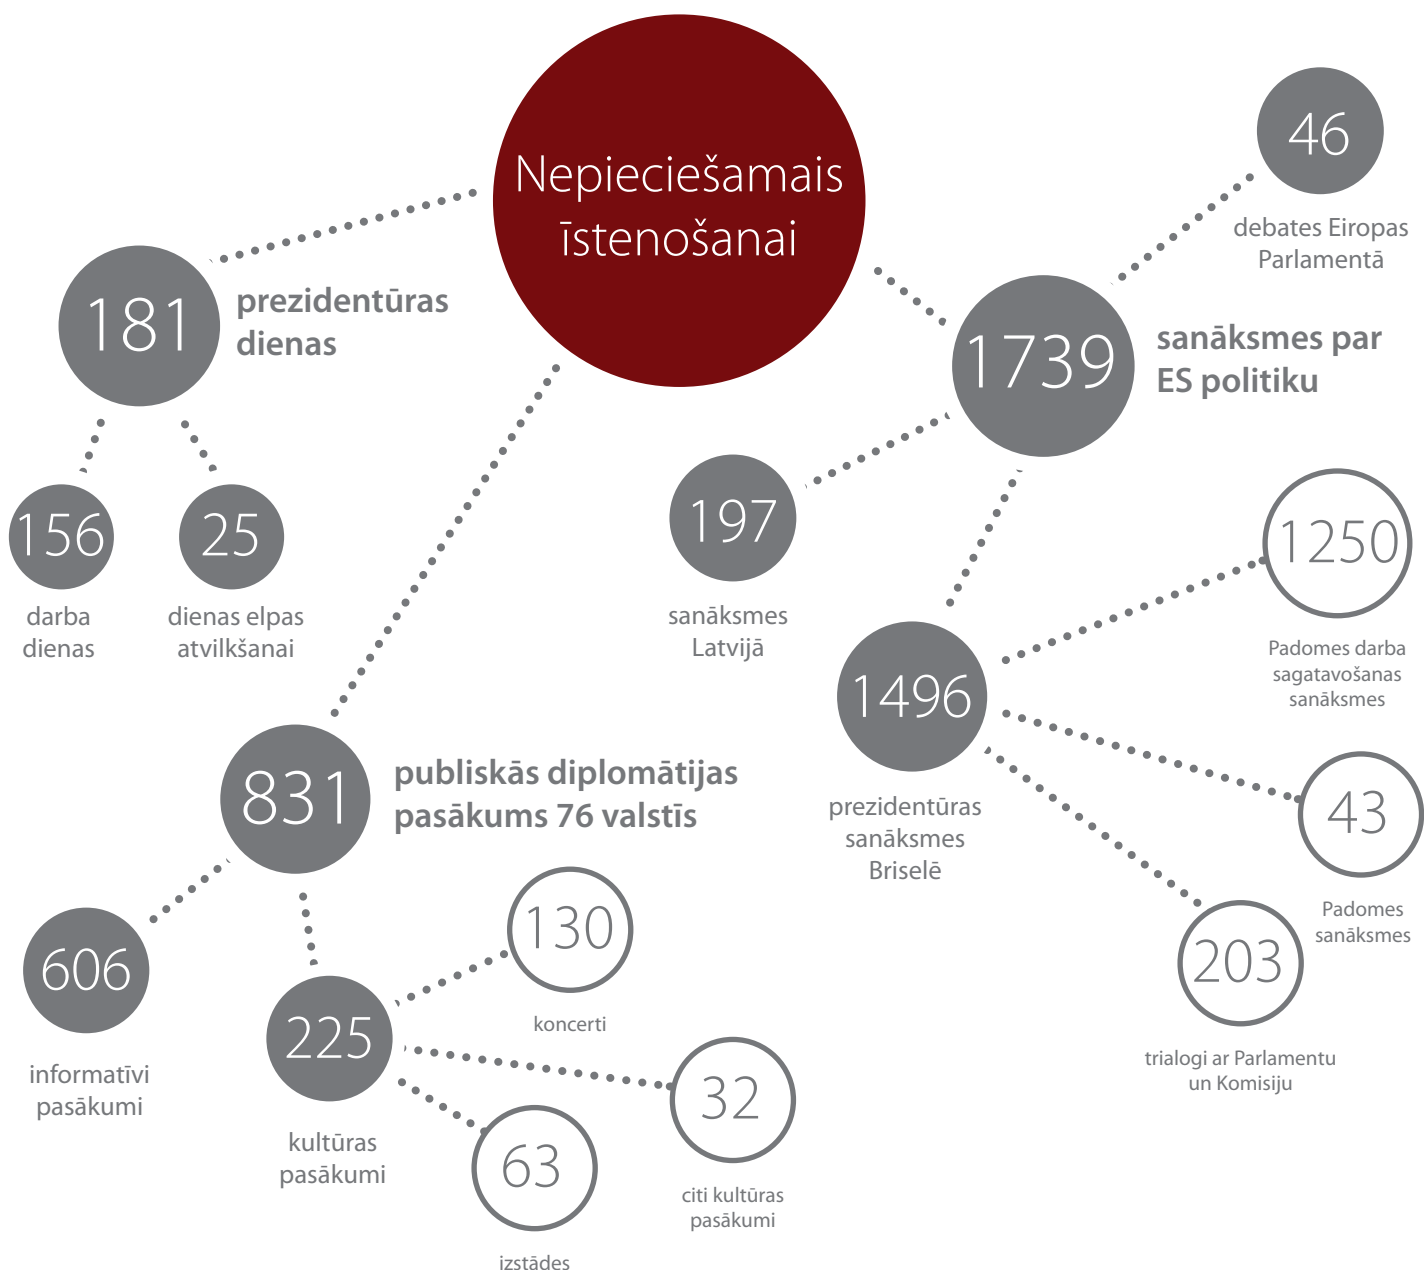 Nepieciešamais
īstenošanai
181
prezidentūras
dienas
156
darba
dienas
25
dienas elpas
atvilkšanai
1739
sanāksmes par
ES politiku
46
debates Eiropas
Parlamentā
197
sanāksmes
Latvijā
1496
prezidentūras
sanāksmes
Briselē
1250
Padomes darba
sagatavošanas
sanāksmes
43
Padomes
sanāksmes
203
trialogi ar Parlamentu
un Komisiju
831
publiskās diplomātijas
pasākums 76 valstīs
606
informatīvi
pasākumi
225
kultūras
pasākumi
130
koncerti
32
citi kultūras
pasākumi
63
izstādes